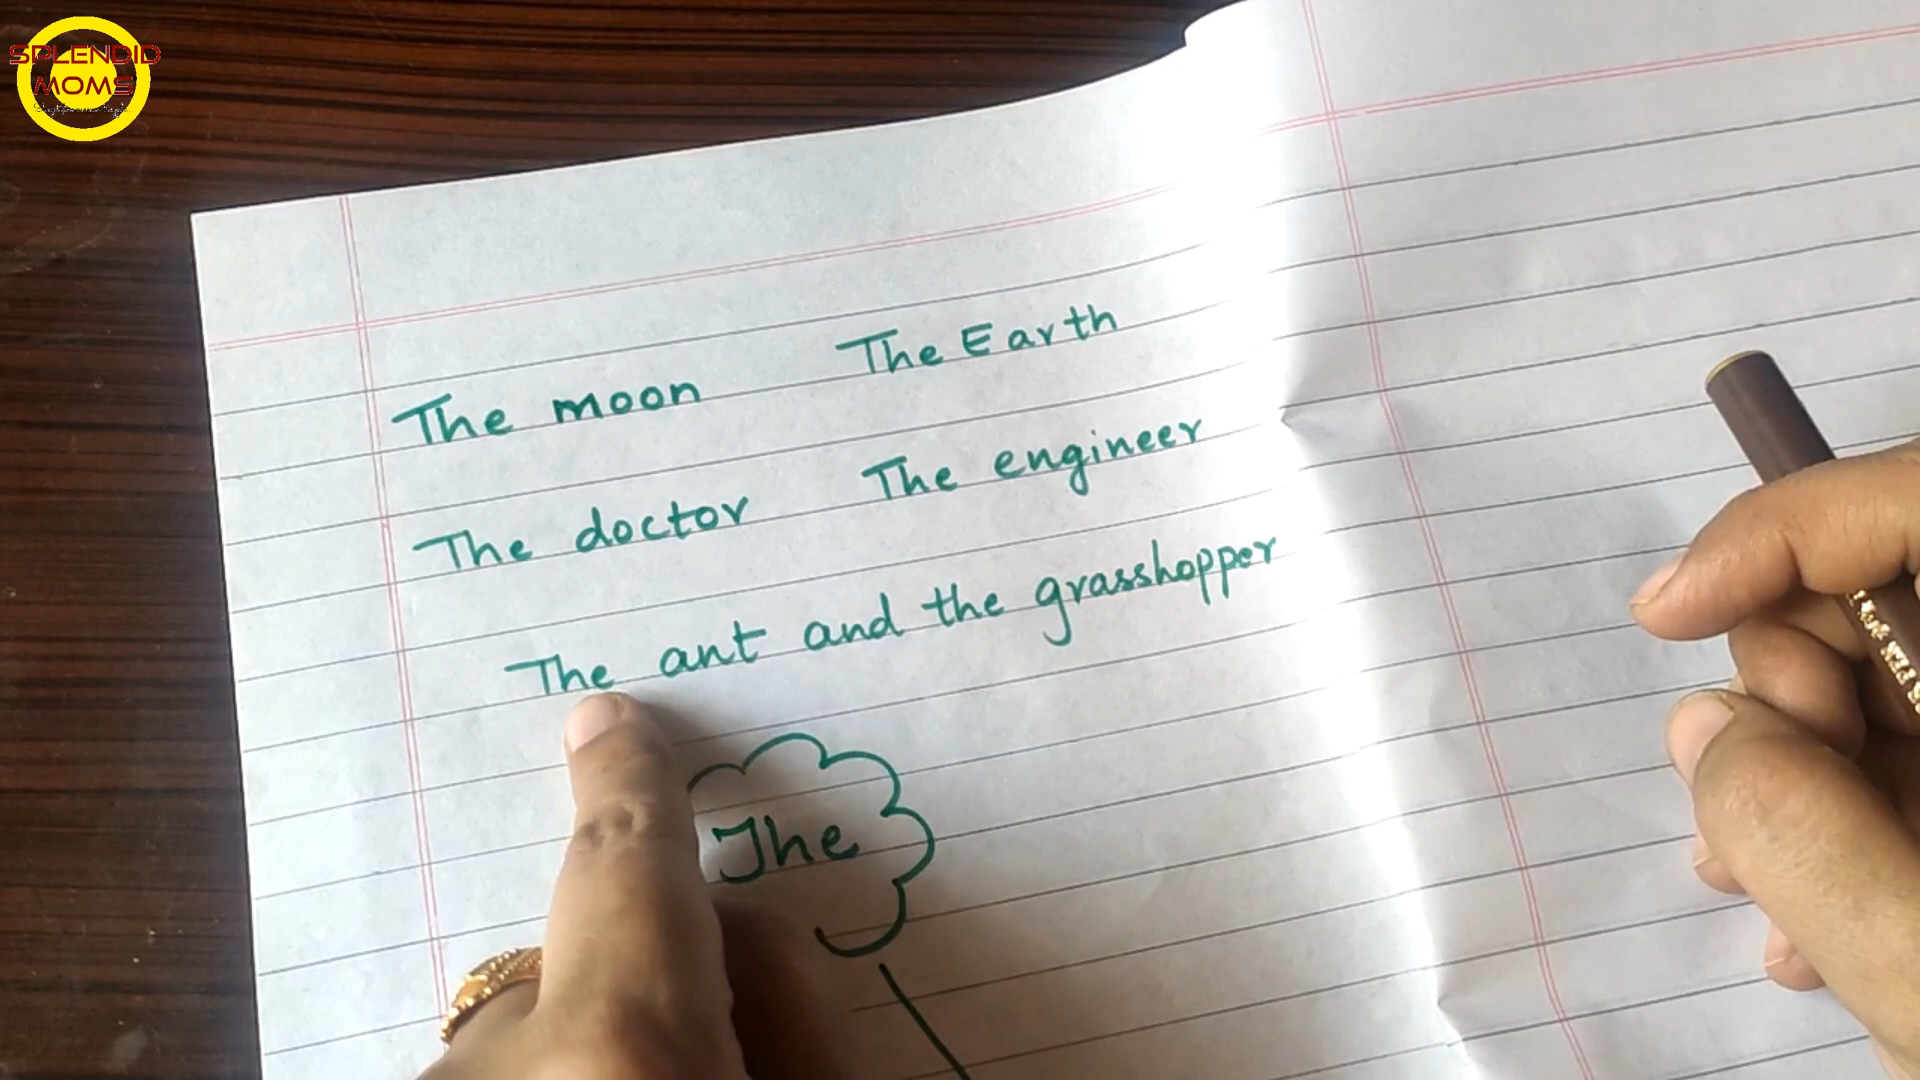 SPLENDID
MOMS
The moon The Earth
The doctor The engineer
The ant and the grasshopper
The